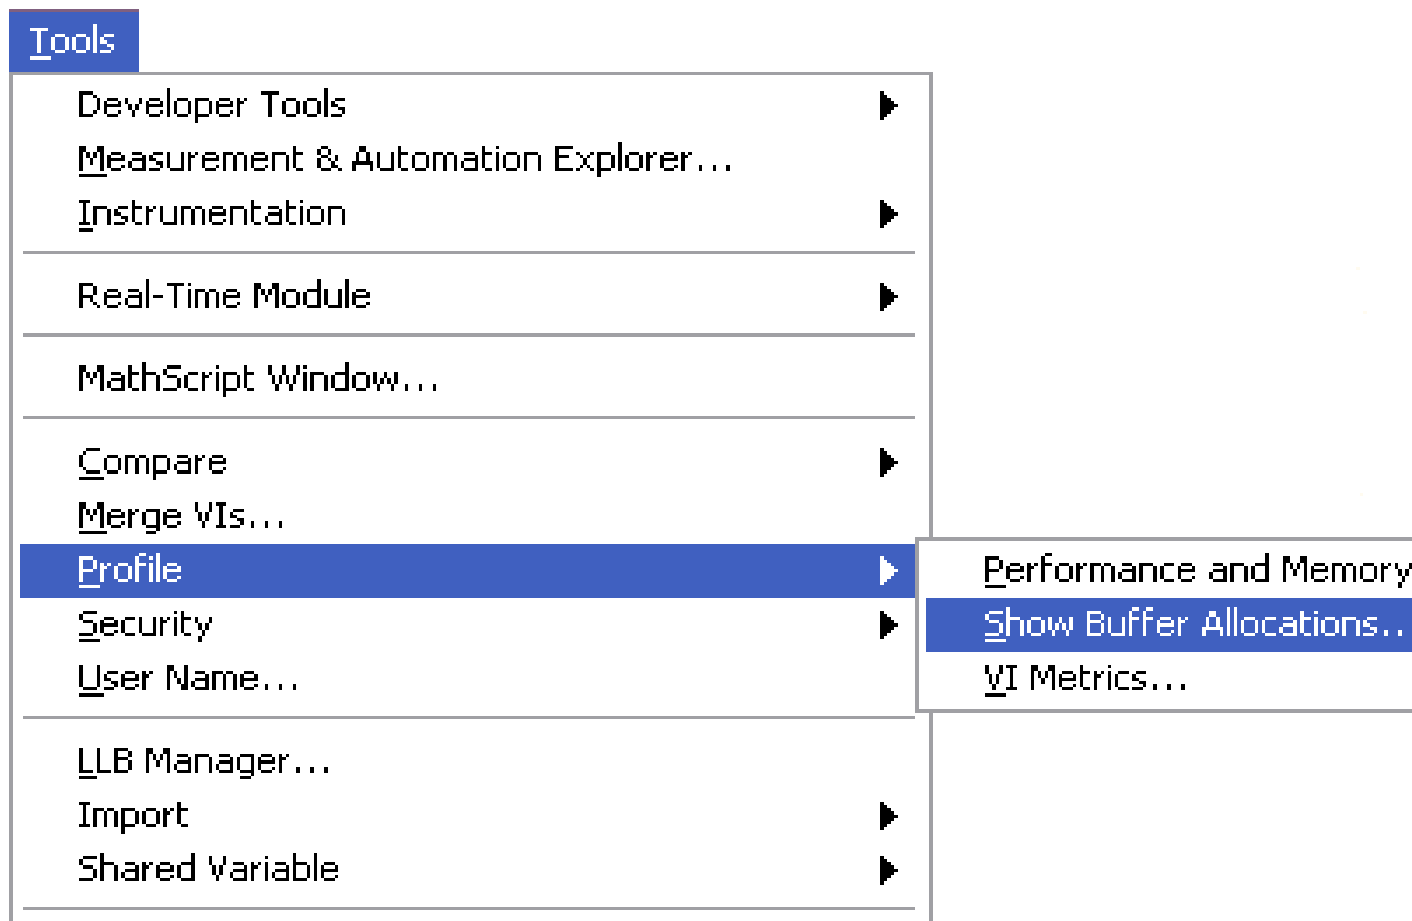 Tools
Developer Tools
Measurement & Automation Explorer...
Instrumentation
Real-Time Module
MathScript Window...
Compare
Merge VIs...
Profile
Performance and Memory
Security
Show Buffer Allocations..
User Name...
VI Metrics...
LLB Manager...
Import
Shared Variable